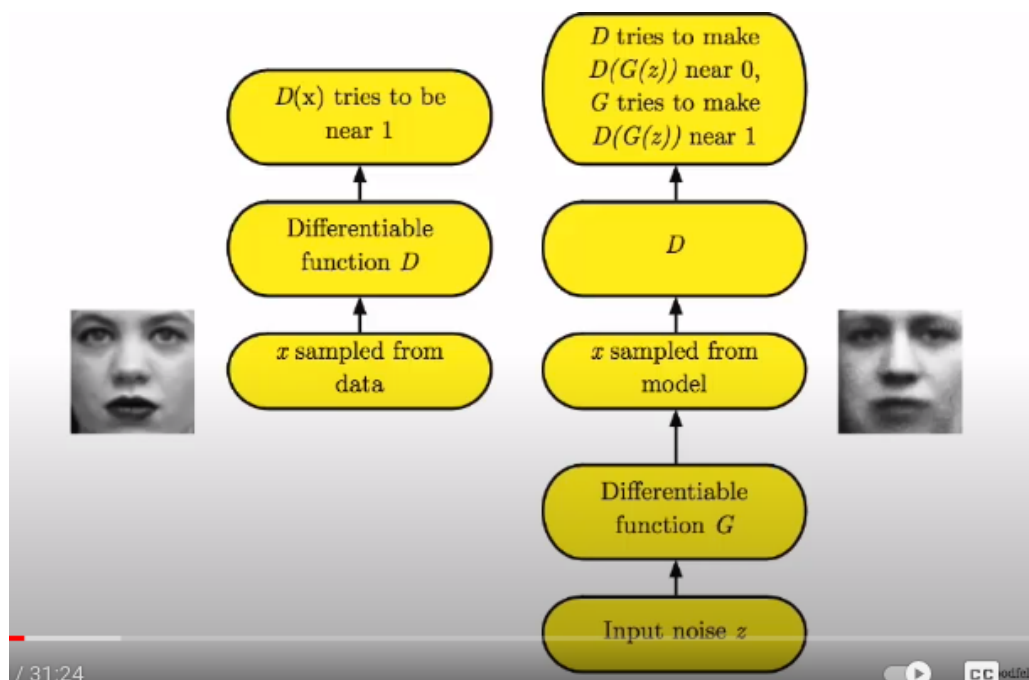 D(x) tries to be
near 1
Differentiable
function D
x sampled from
data
D tries to make
D(G(z)) near 0,
G tries to make
D(G(z)) near 1
D
x sampled from
model
Differentiable
function G
Input noise z
/ 31:24
CC